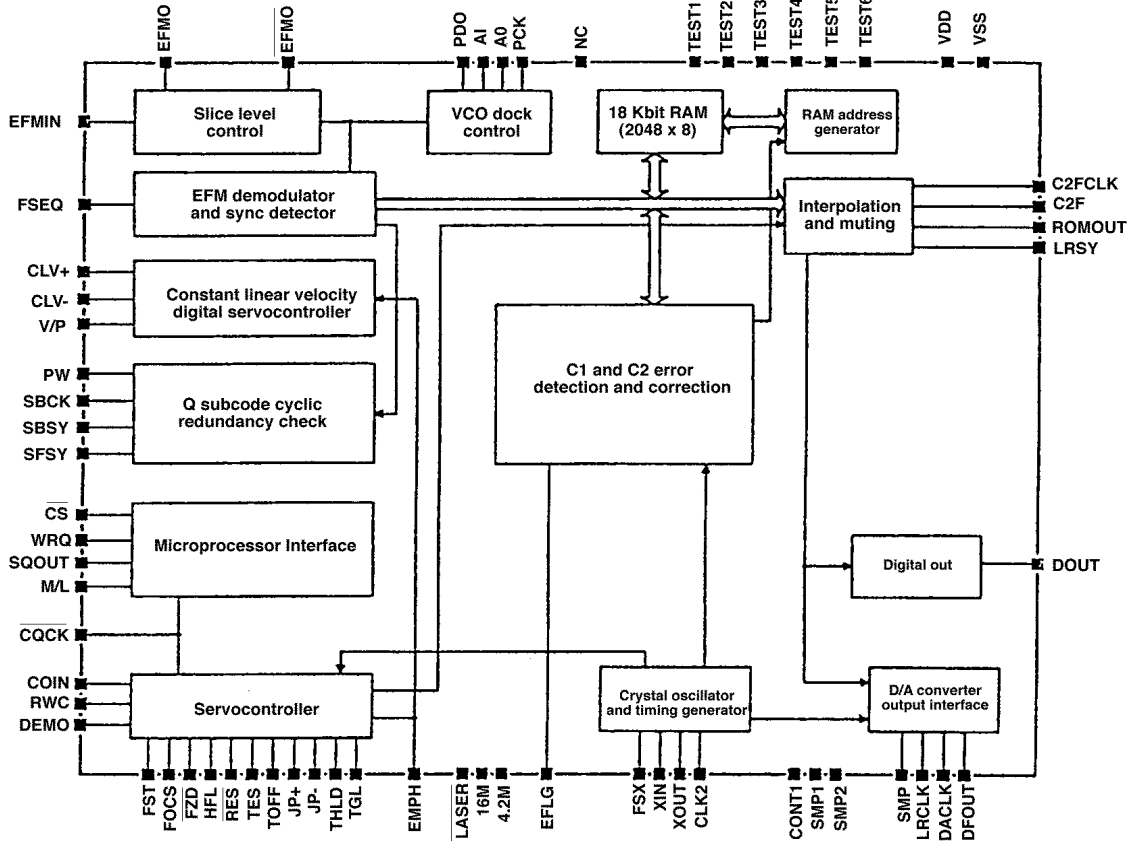 EFMO
EFMO
PDO
AI
A0
PCK
NC
TEST1
TEST2
TEST3
TEST4
TEST5
TEST6
VDD
VSS
EFMIN
Slice level
control
VCO dock
control
18 Kbit RAM
(2048 x 8)
RAM address
generator
FSEQ
EFM demodulator
and sync detector
Interpolation
and muting
C2FCLK
C2F
ROMOUT
LRSY
CLV+
CLV-
V/P
Constant linear velocity
digital servocontroller
C1 and C2 error
detection and correction
PW
SBCK
SBSY
SFSY
Q subcode cyclic
redundancy check
CS
WRQ
SQOUT
M/L
Microprocessor Interface
Digital out
DOUT
CQCK
COIN
RWC
DEMO
Servocontroller
Crystal oscillator
and timing generator
D/A converter
output interface
FST
FOCS
FZD
HFL
RES
TES
TOFF
JP+
JP-
THLD
TGL
EMPH
LASER
16M
4.2M
EFLG
FSX
XIN
XOUT
CLK2
CONT1
SMP1
SMP2
SMP
LRCLK
DACLK
DFOUT